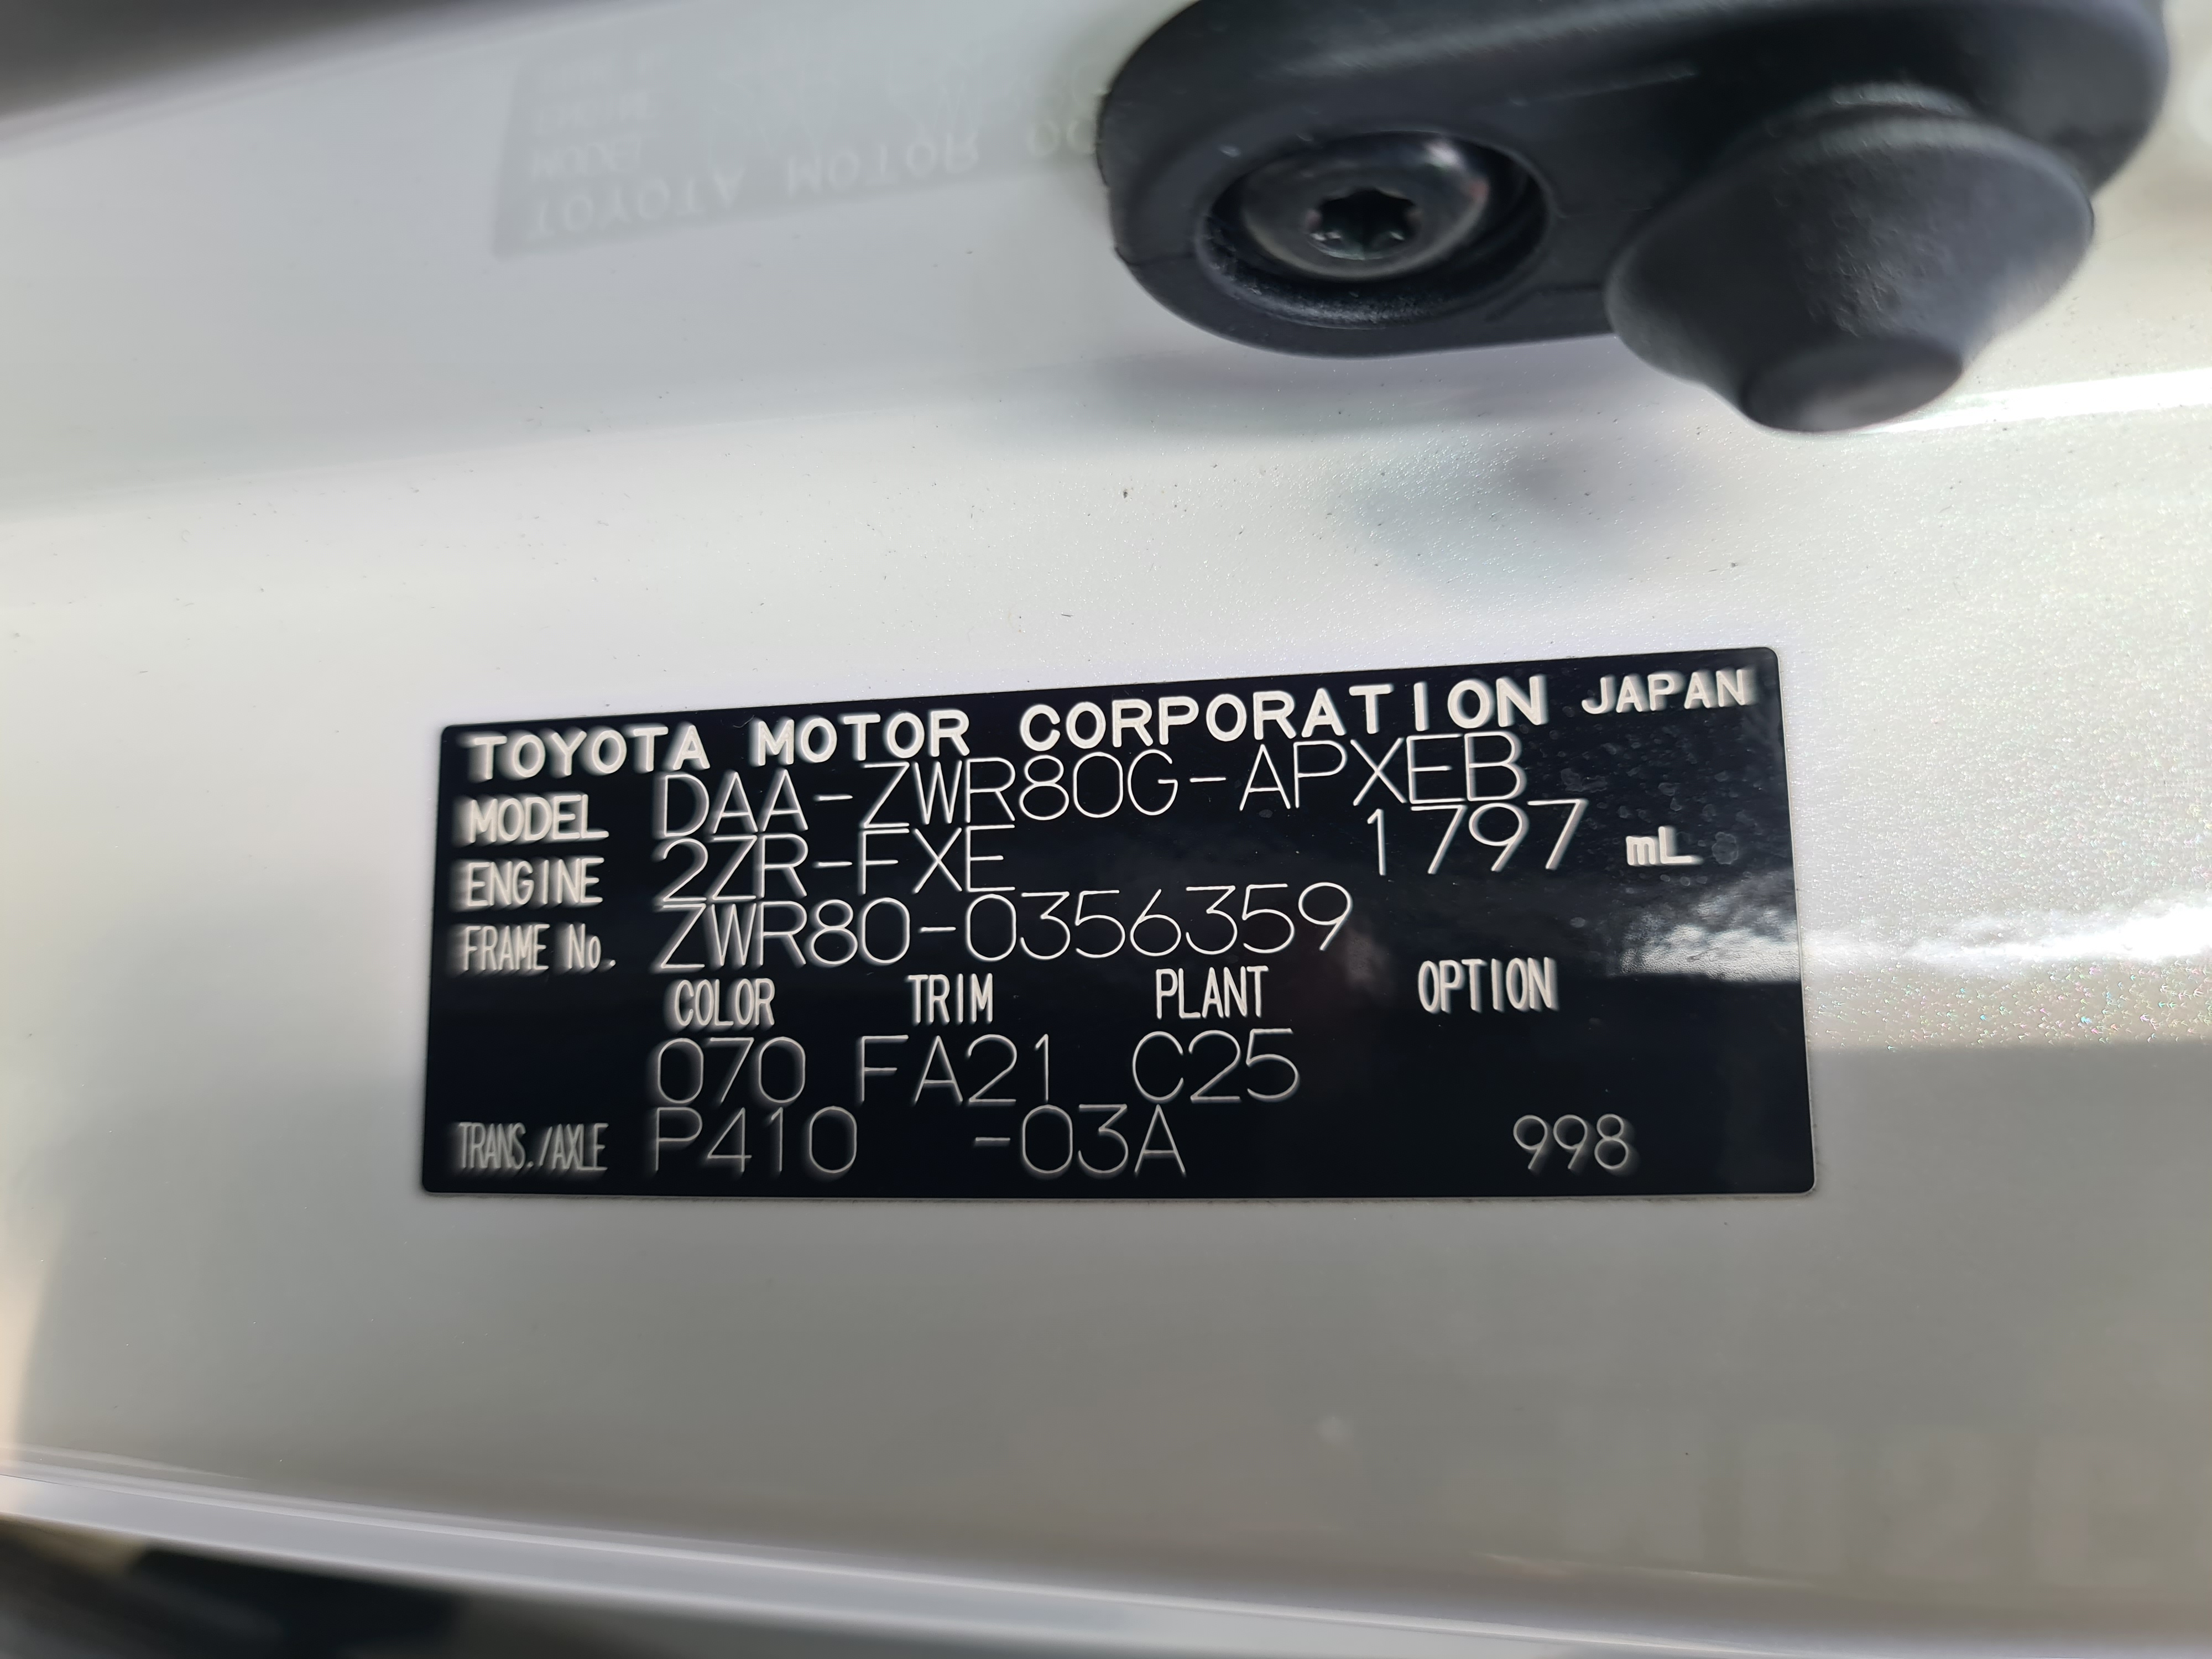 TOYOTA MOTOR CORPORATION JAPAN
MODEL DAA-ZWR80G-APXEB
ENGINE 2ZR-FXE 1797 mL
FRAME No. ZWR80-0356359
COLOR TRIM PLANT OPTION
070 FA21 C25
TRANS./AXLE P410 -03A 998